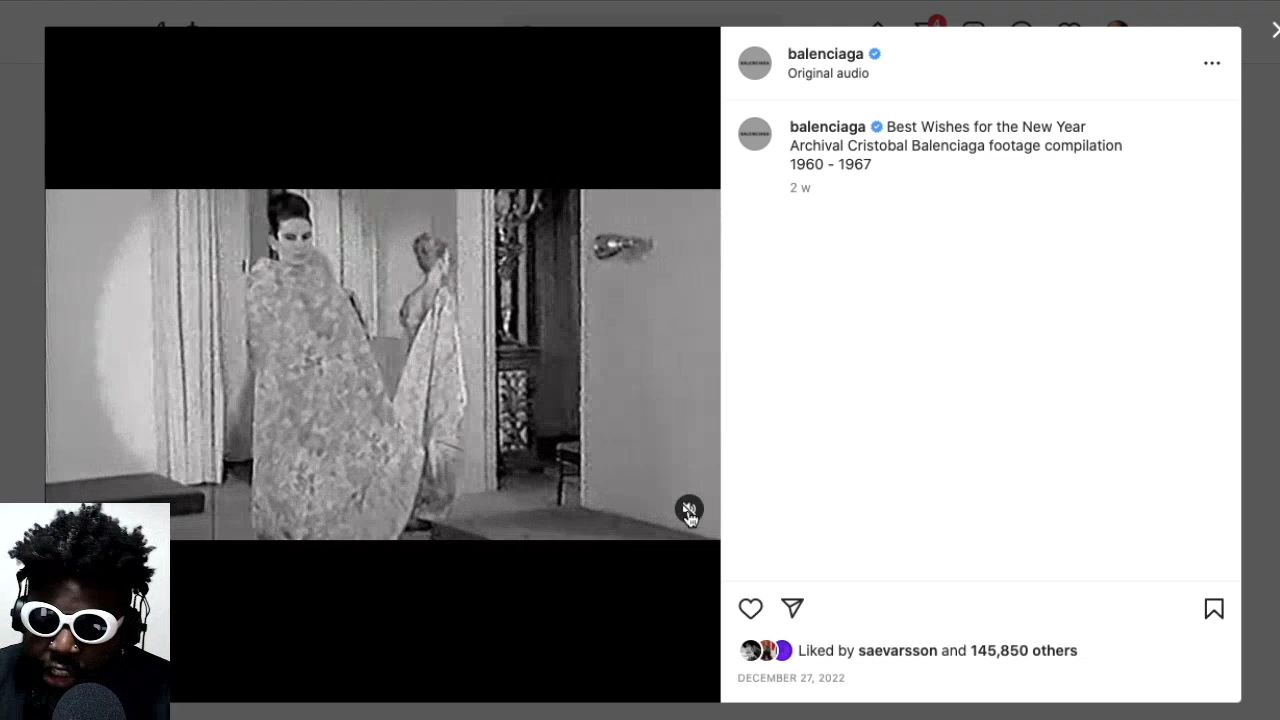 4
balenciaga
Original audio
balenciaga Best Wishes for the New Year
Archival Cristobal Balenciaga footage compilation
1960 - 1967
2 w
Liked by saevarsson and 145,850 others
DECEMBER 27, 2022